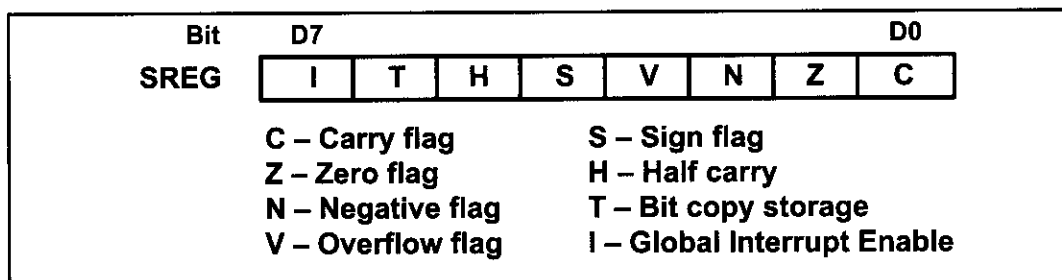 Bit D7 D0
SREG I T H S V N Z C
C – Carry flag S – Sign flag
Z – Zero flag H – Half carry
N – Negative flag T – Bit copy storage
V – Overflow flag I – Global Interrupt Enable